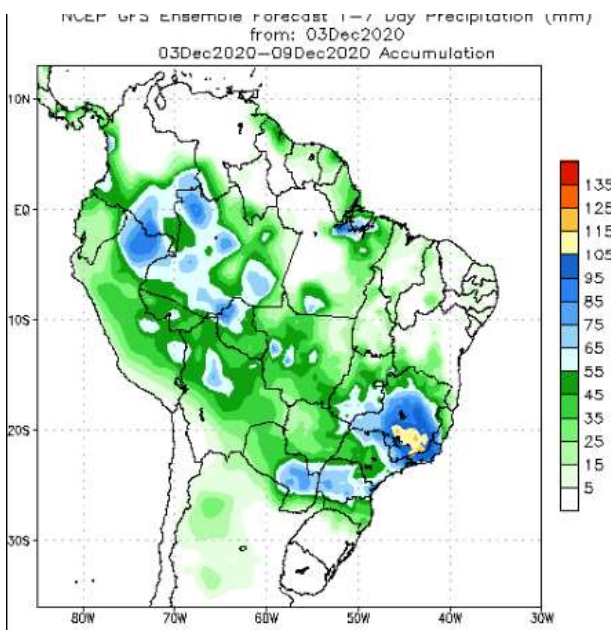 NCEP GFS Ensemble Forecast 1-7 Day Precipitation (mm)
from: 03Dec2020
03Dec2020-09Dec2020 Accumulation
10N
EQ
10S
20S
30S
80W 70W 60W 50W 40W 30W
135
125
115
105
95
85
75
65
55
45
35
25
15
5